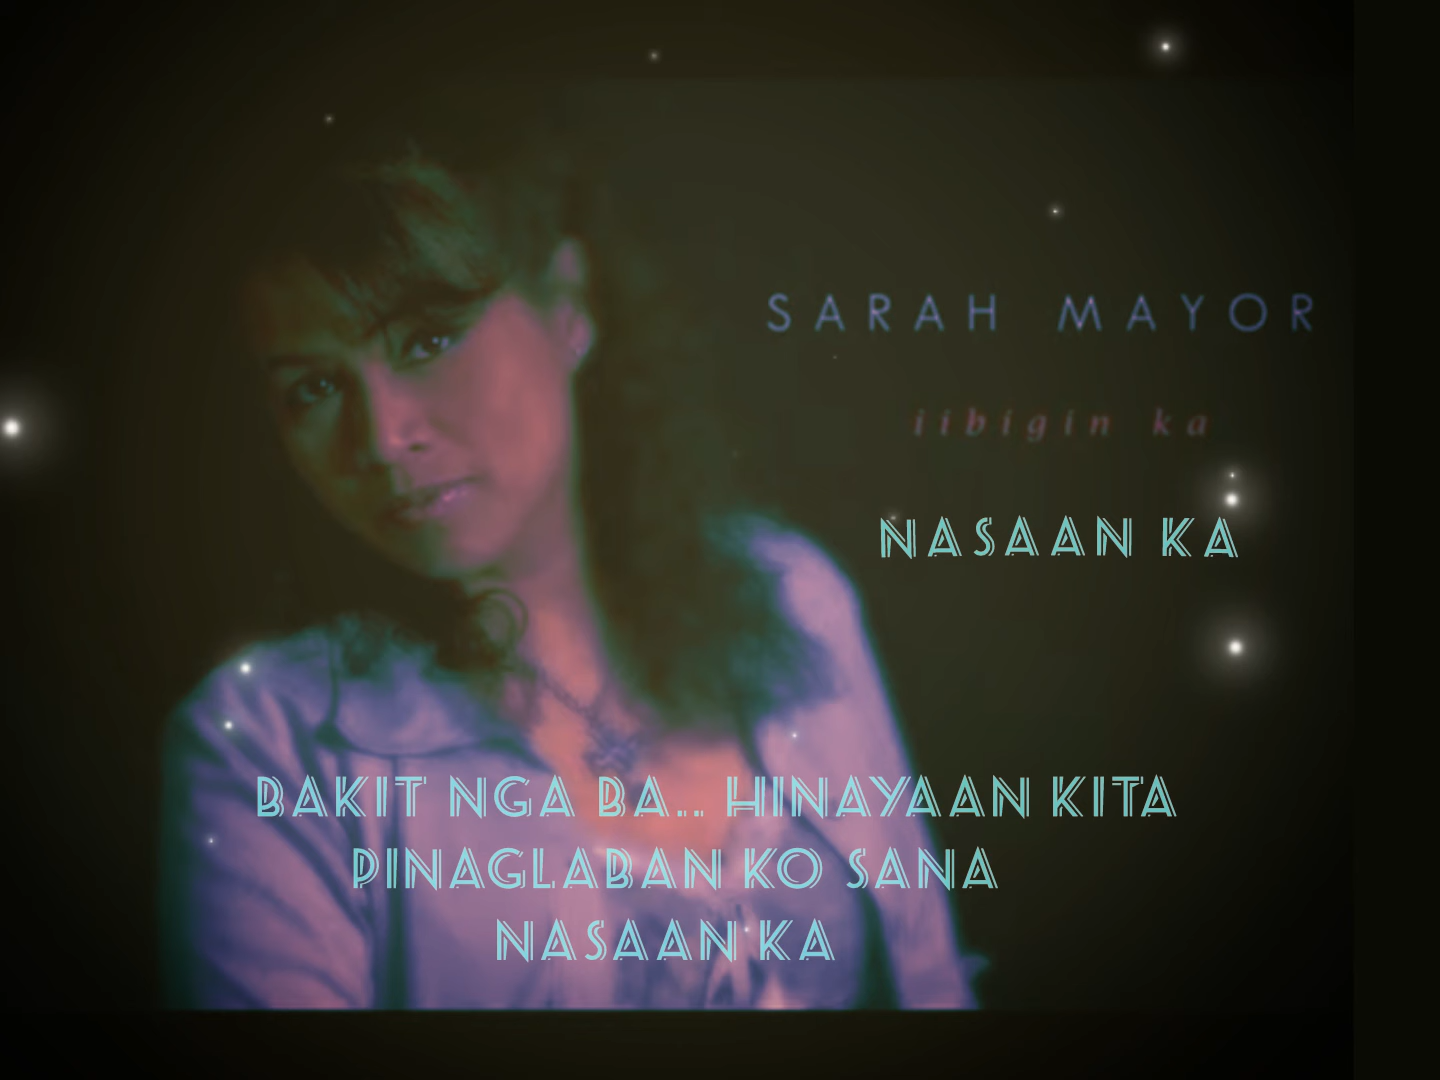 SARAH MAYOR
iibigin ka
NASAAN KA
BAKIT NGA BA.. HINAYAAN KITA
PINAGLABAN KO SANA
NASAAN KA